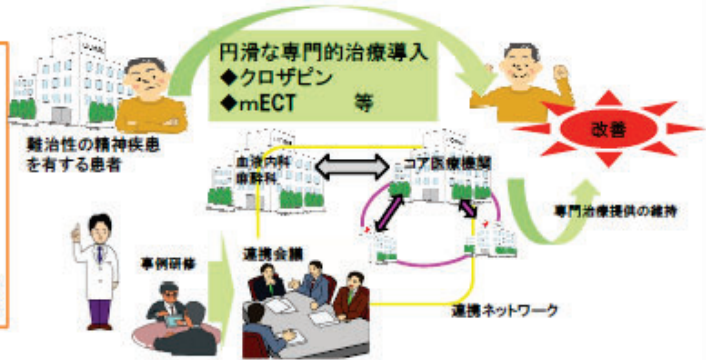 円滑な専門的治療導入
◆クロザピン
◆mECT 等
難治性の精神疾患
を有する患者
改善
血液内科
麻酔科
コア医療機関
専門治療提供の維持
事例研修
連携会議
連携ネットワーク